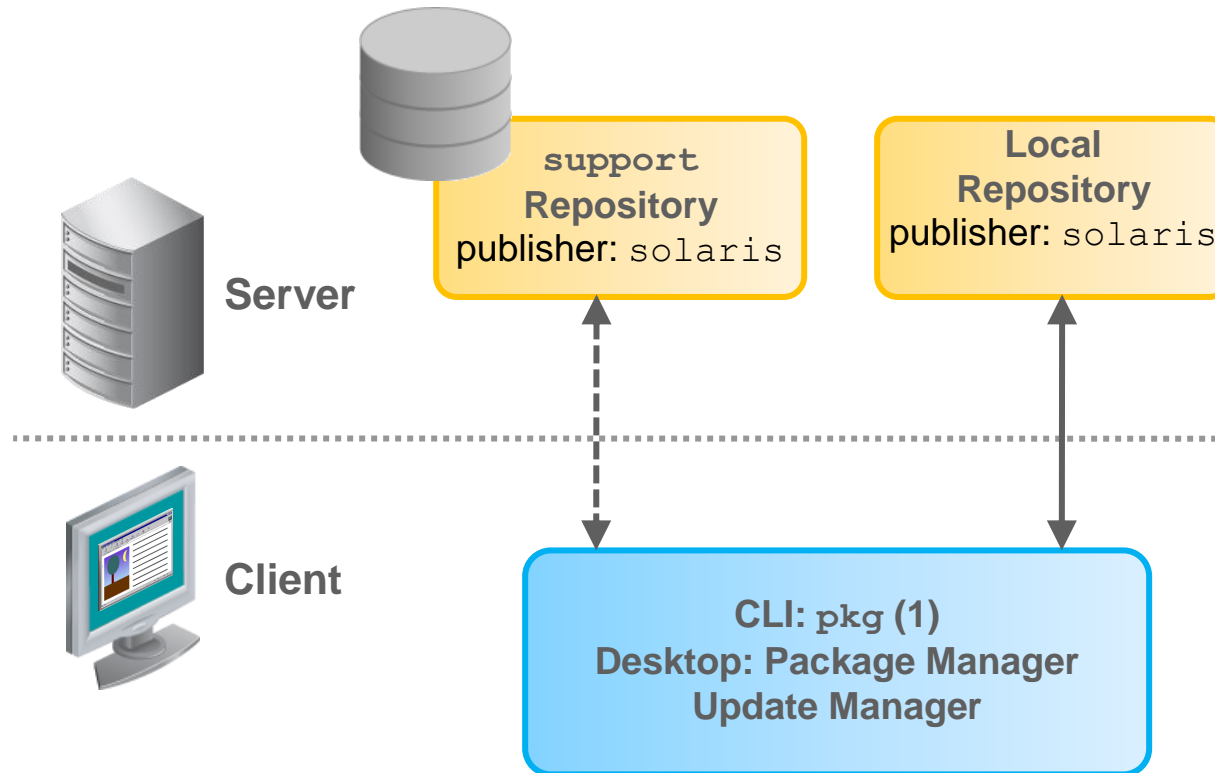 support
Repository
publisher: solaris
Local
Repository
publisher: solaris
Server
Client
CLI: pkg (1)
Desktop: Package Manager
Update Manager